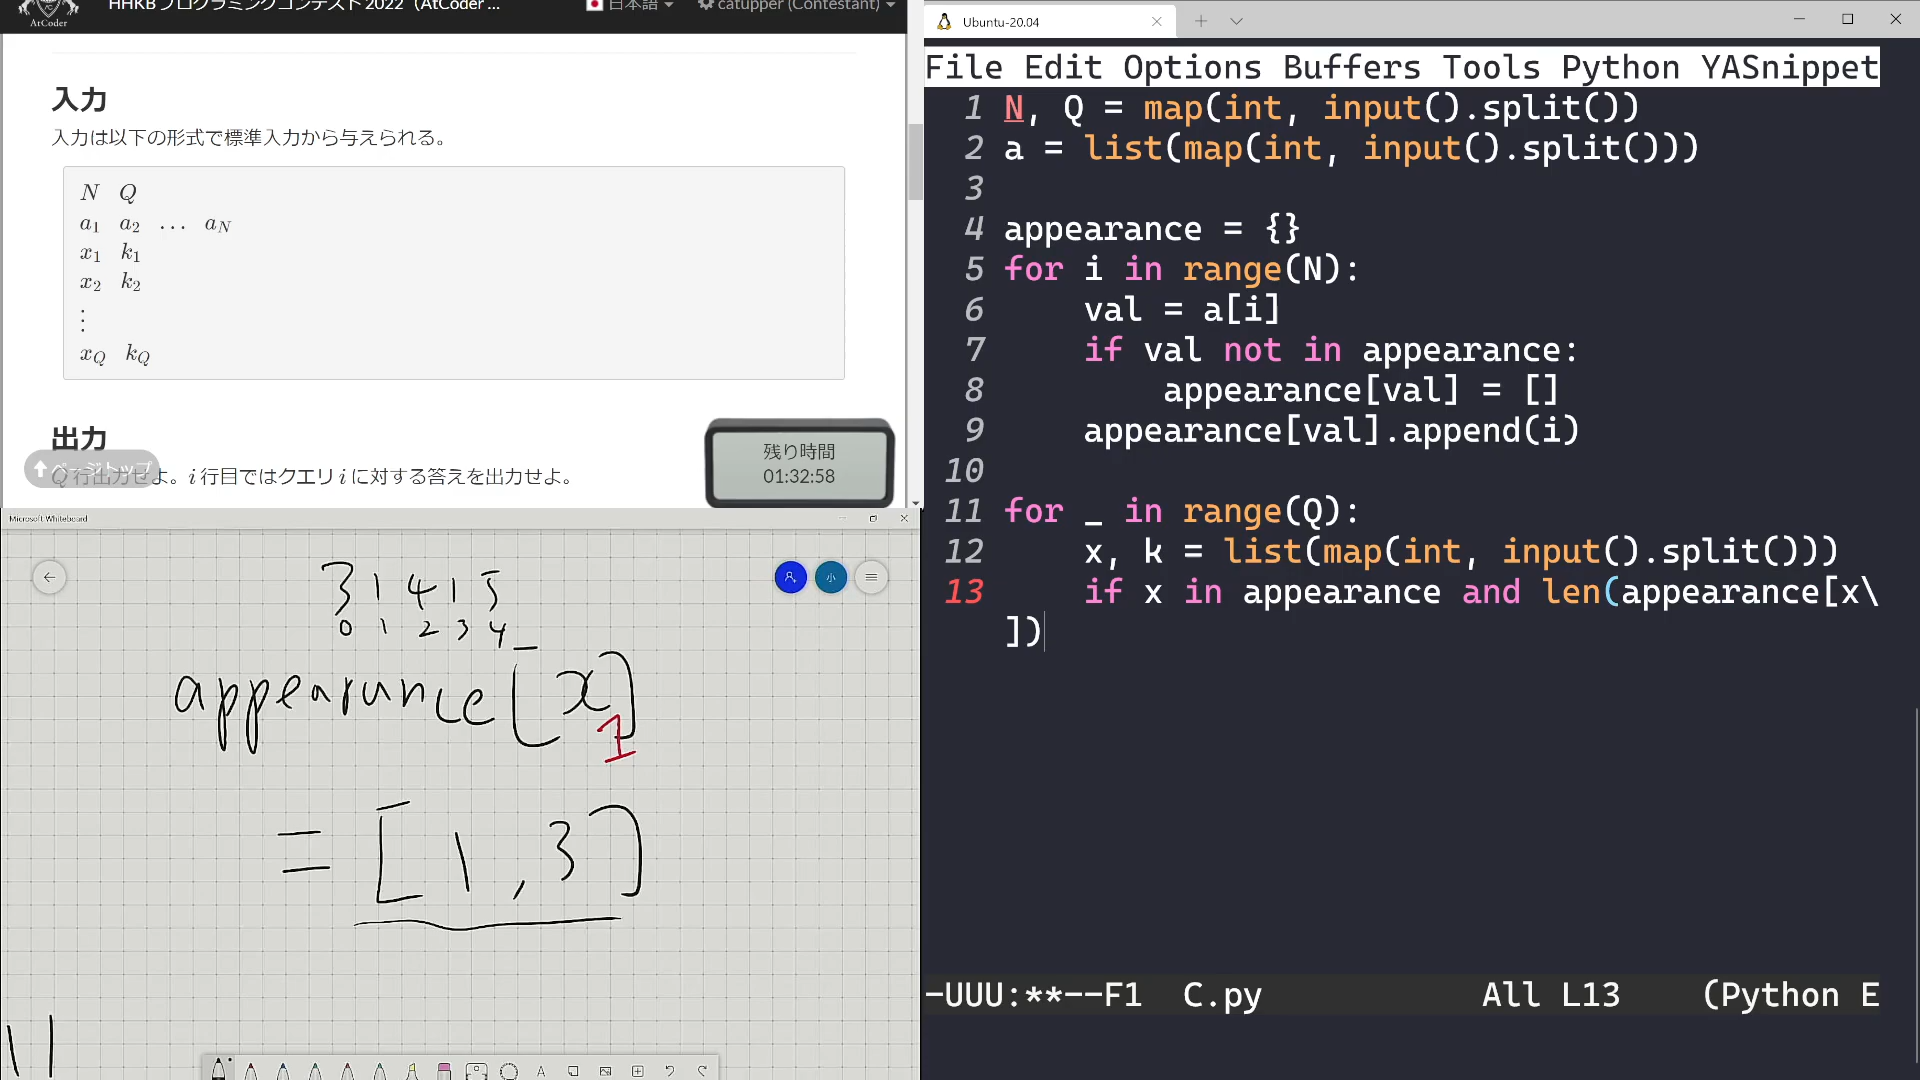 AtCoder
HHKB プログラミングコンテスト 2022（AtCoder ...
日本語
catupper (Contestant)
入力
入力は以下の形式で標準入力から与えられる。
N Q
a1 a2 … aN
x1 k1
x2 k2
⋮
xQ kQ
出力
Q 行出力せよ。i 行目ではクエリ i に対する答えを出力せよ。
ページトップ
残り時間
01:32:58
Microsoft Whiteboard
小
3 1 4 1 5
0 1 2 3 4
appearance[x]
1
= [1, 3]
Ubuntu-20.04
File Edit Options Buffers Tools Python YASnippet
1 N, Q = map(int, input().split())
2 a = list(map(int, input().split()))
3
4 appearance = {}
5 for i in range(N):
6     val = a[i]
7     if val not in appearance:
8         appearance[val] = []
9     appearance[val].append(i)
10
11 for _ in range(Q):
12     x, k = list(map(int, input().split()))
13     if x in appearance and len(appearance[x\
])
-UUU:**--F1  C.py           All L13    (Python E